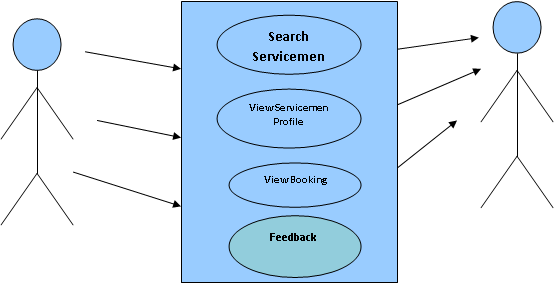 Search
Servicemen
ViewServicemen
Profile
ViewBooking
Feedback